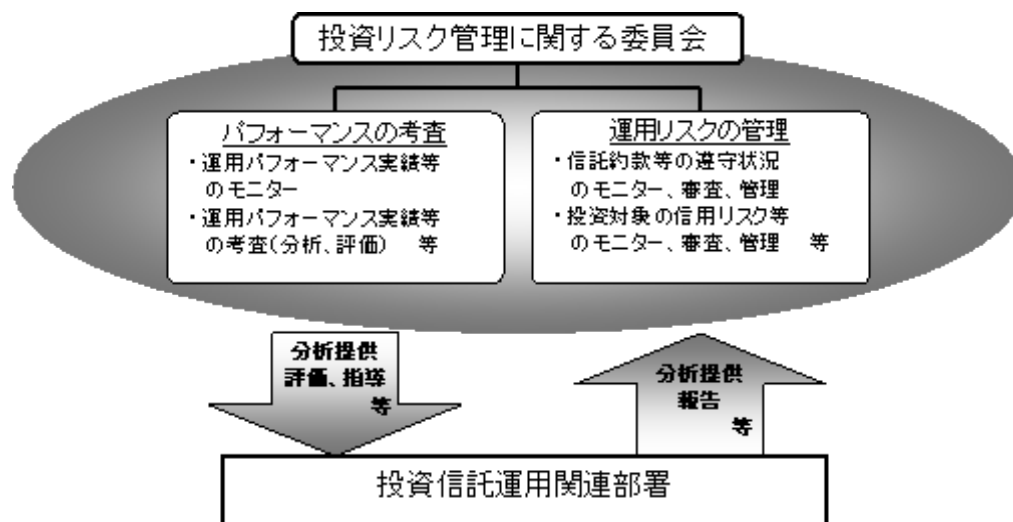 投資リスク管理に関する委員会
パフォーマンスの考査
・運用パフォーマンス実績等
のモニター
・運用パフォーマンス実績等
の考査(分析、評価) 等
運用リスクの管理
・信託約款等の遵守状況
のモニター、審査、管理
・投資対象の信用リスク等
のモニター、審査、管理 等
分析提供
評価、指導
等
分析提供
報告
等
投資信託運用関連部署